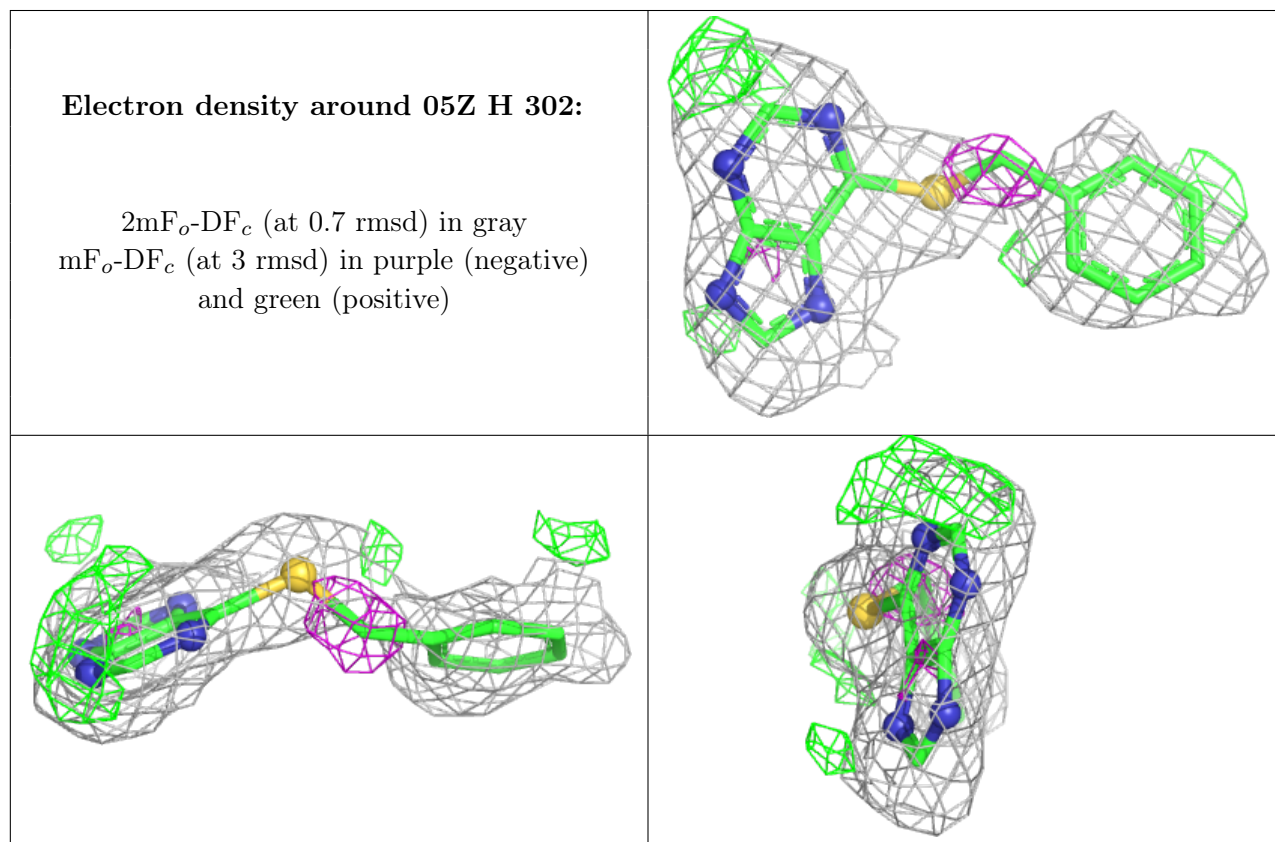 Electron density around 05Z H 302:
2mFo-DFc (at 0.7 rmsd) in gray
mFo-DFc (at 3 rmsd) in purple (negative)
and green (positive)